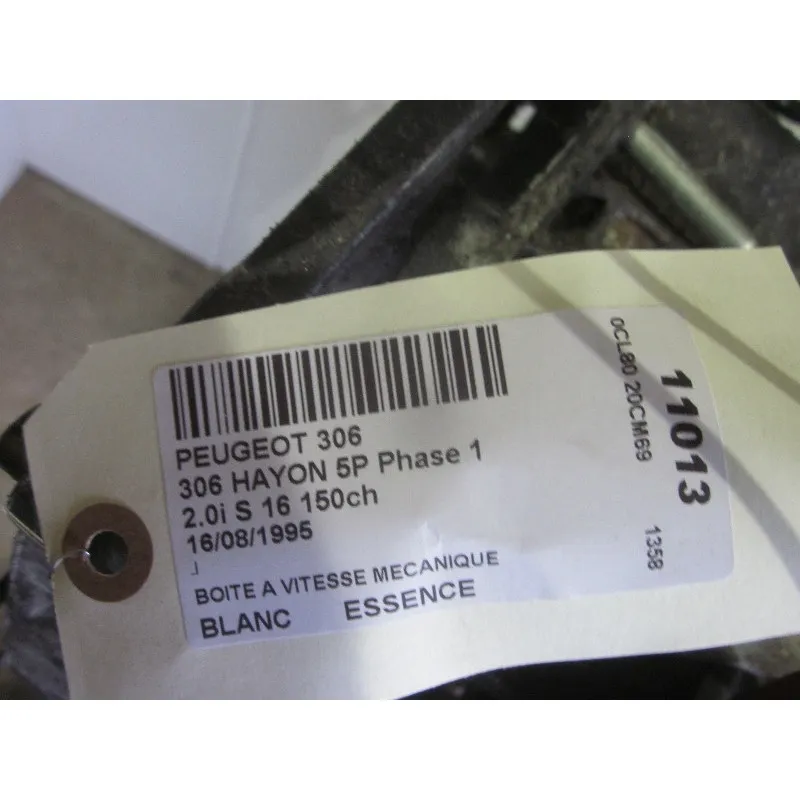 PEUGEOT 306
306 HAYON 5P Phase 1
2.0i S 16 150ch
16/08/1995
BOITE A VITESSE MECANIQUE
BLANC ESSENCE
11013
0CL80 20CM69
1358